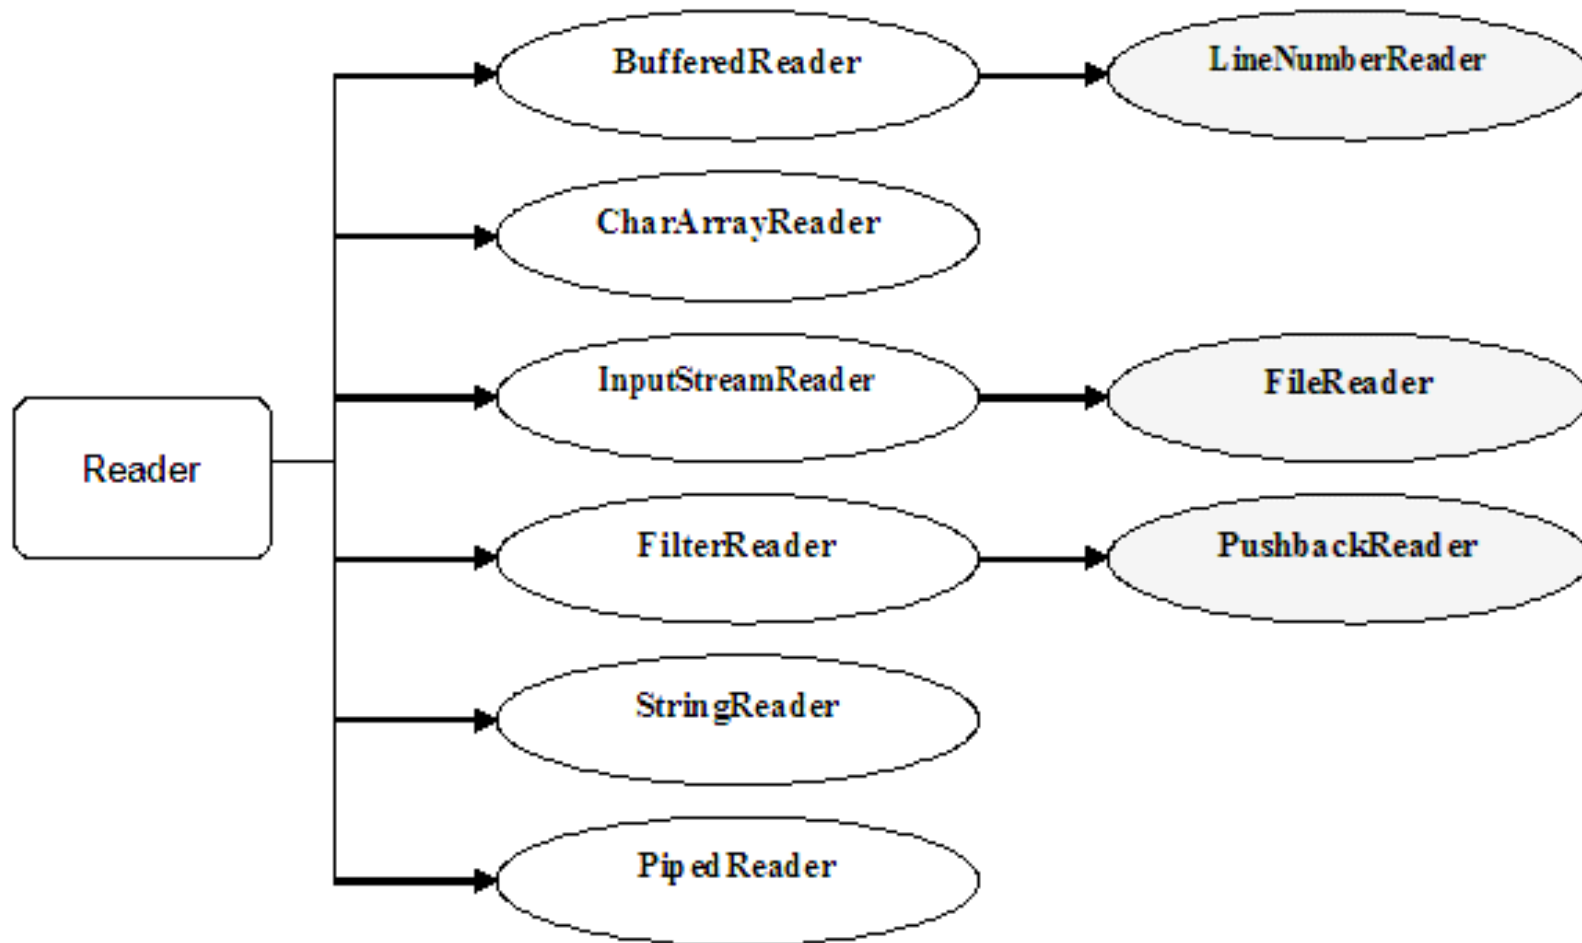 BufferedReader
LineNumberReader
CharArrayReader
InputStreamReader
FileReader
Reader
FilterReader
PushbackReader
StringReader
PipedReader